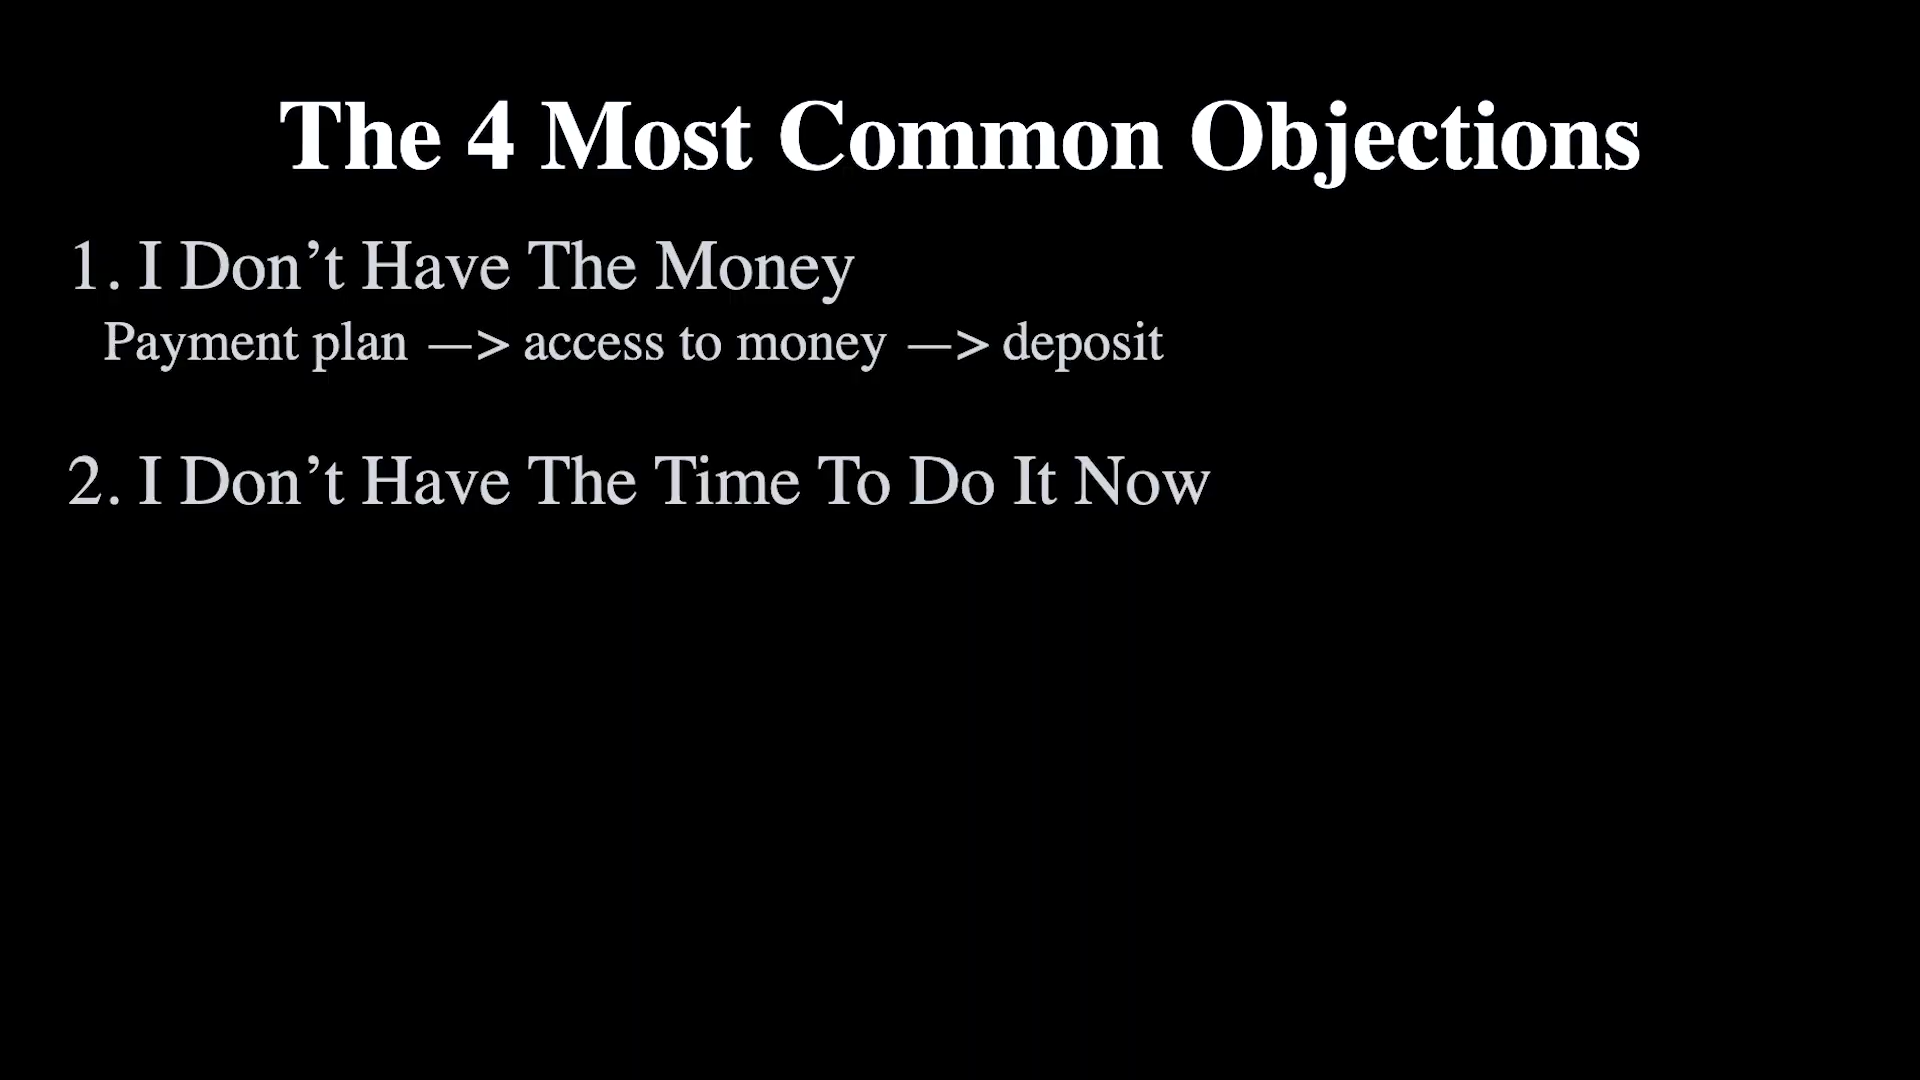 The 4 Most Common Objections
1. I Don’t Have The Money
Payment plan —> access to money —> deposit
2. I Don’t Have The Time To Do It Now